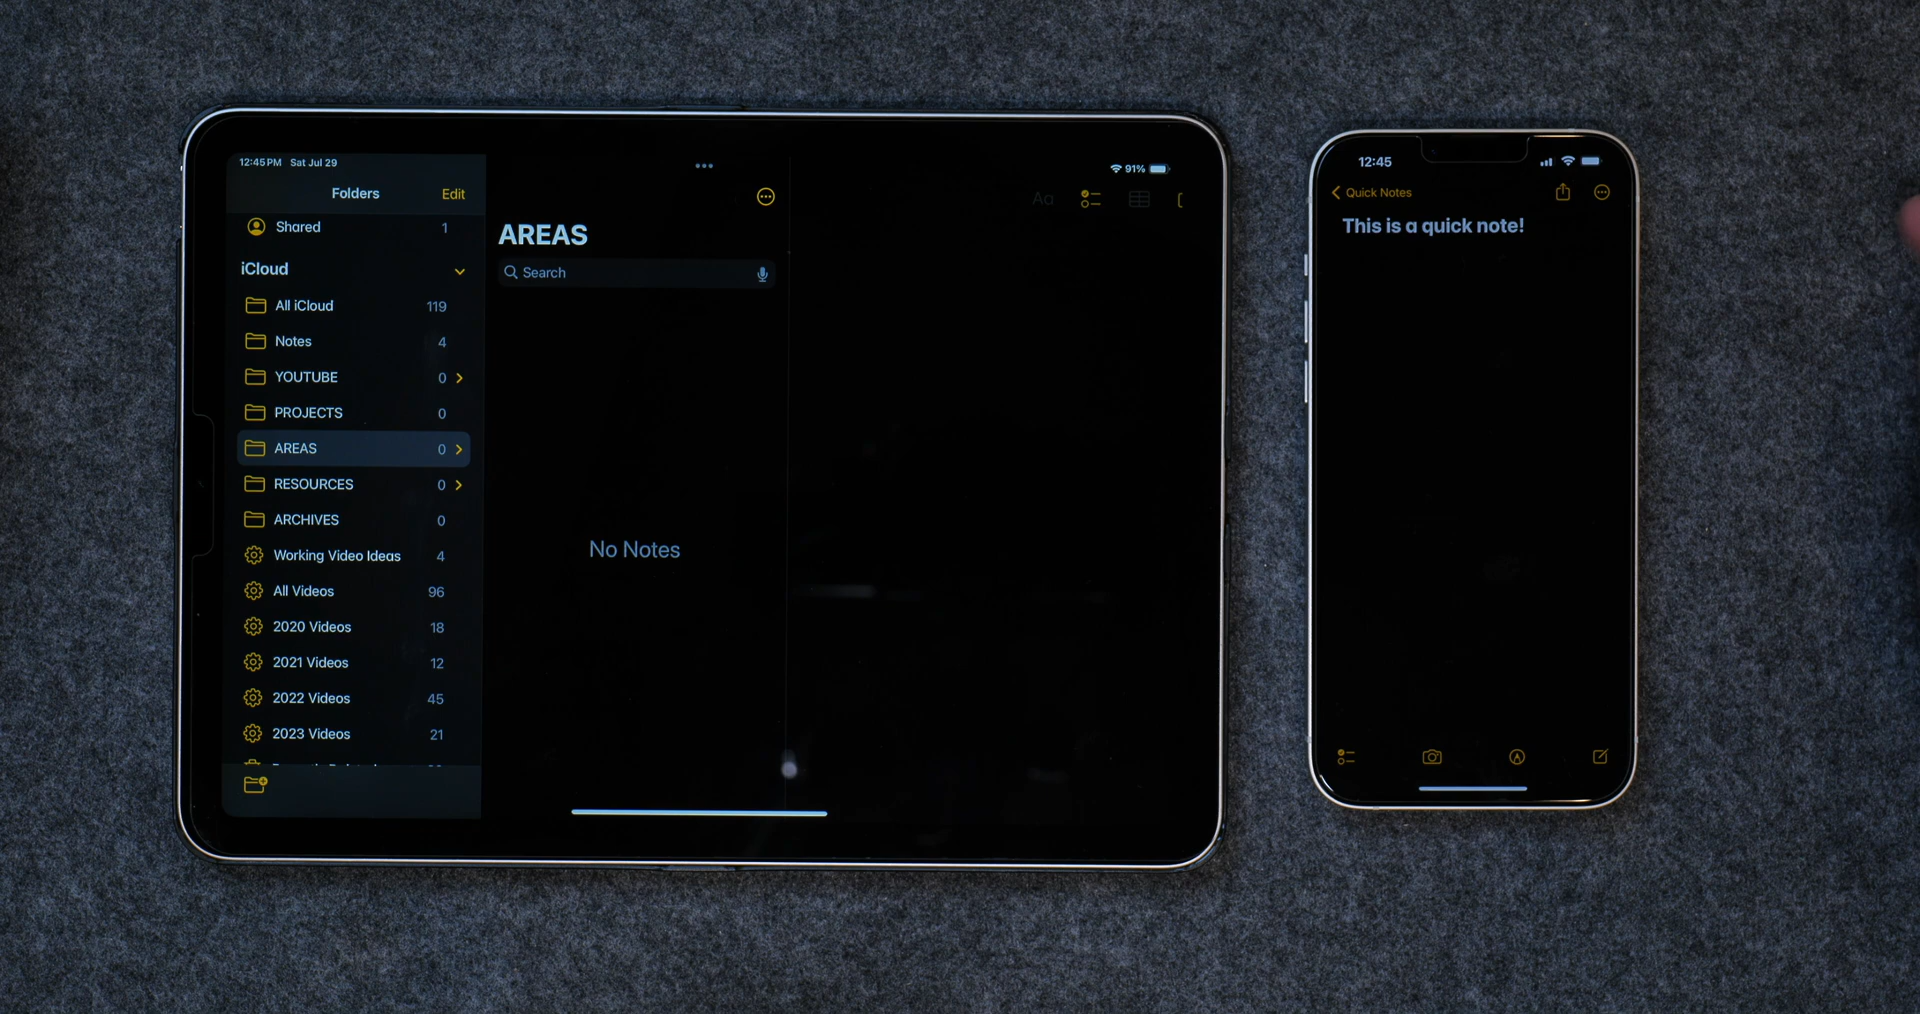 12:45 PM Sat Jul 29
Folders
Edit
Shared 1
iCloud
All iCloud 119
Notes 4
YOUTUBE 0
PROJECTS 0
AREAS 0
RESOURCES 0
ARCHIVES 0
Working Video Ideas 4
All Videos 96
2020 Videos 18
2021 Videos 12
2022 Videos 45
2023 Videos 21
AREAS
Search
No Notes
91%
Aa
12:45
Quick Notes
This is a quick note!